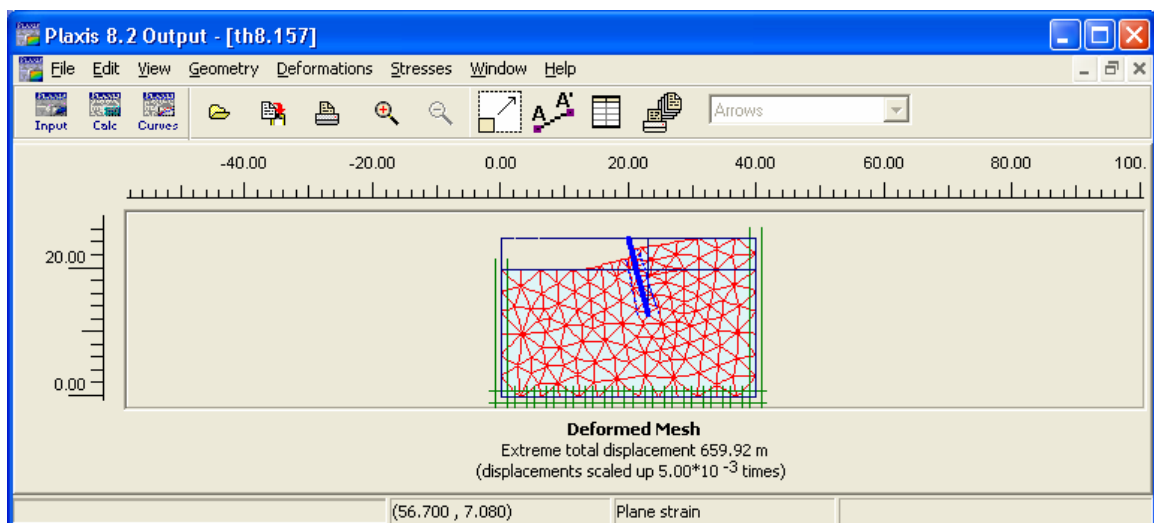 Plaxis 8.2 Output - [th8.157]
File Edit View Geometry Deformations Stresses Window Help
Input Calc Curves A A' Arrows
-40.00 -20.00 0.00 20.00 40.00 60.00 80.00 100.
20.00
0.00
Deformed Mesh
Extreme total displacement 659.92 m
(displacements scaled up 5.00*10 -3 times)
(56.700 , 7.080) Plane strain